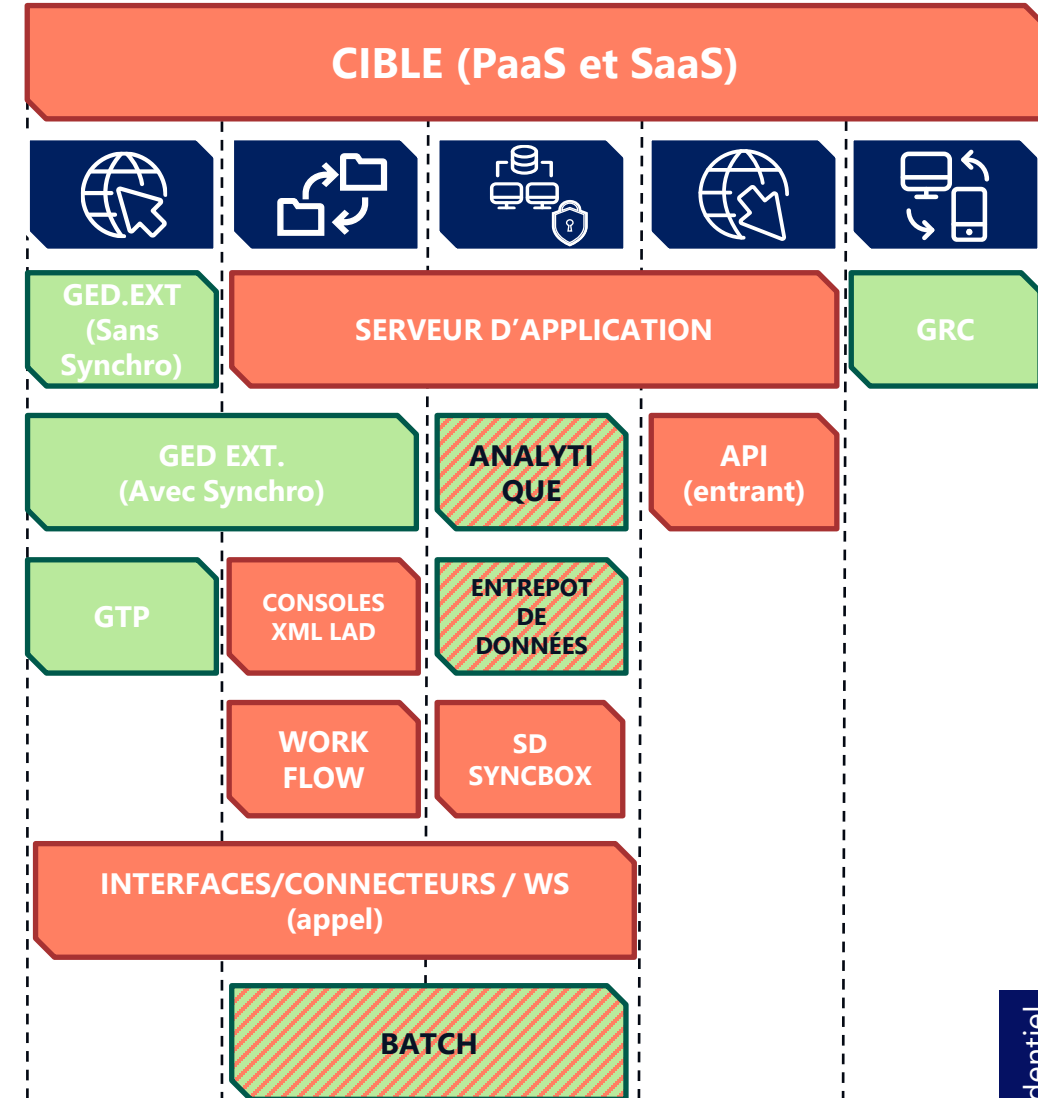 CIBLE (PaaS et SaaS)
GED.EXT
(Sans
Synchro)
SERVEUR D’APPLICATION
GRC
GED EXT.
(Avec Synchro)
ANALYTI
QUE
API
(entrant)
GTP
CONSOLES
XML LAD
ENTREPOT
DE
DONNÉES
WORK
FLOW
SD
SYNCBOX
INTERFACES/CONNECTEURS / WS
(appel)
BATCH